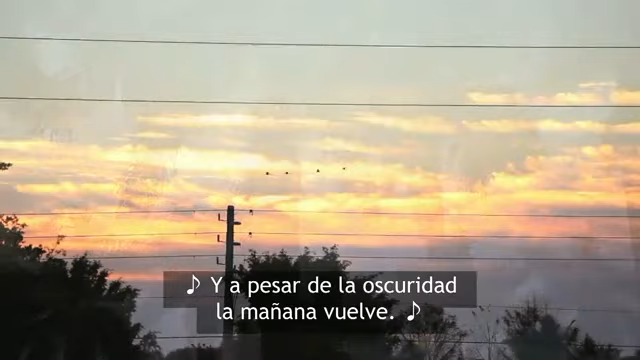 ♪ Y a pesar de la oscuridad
la mañana vuelve. ♪